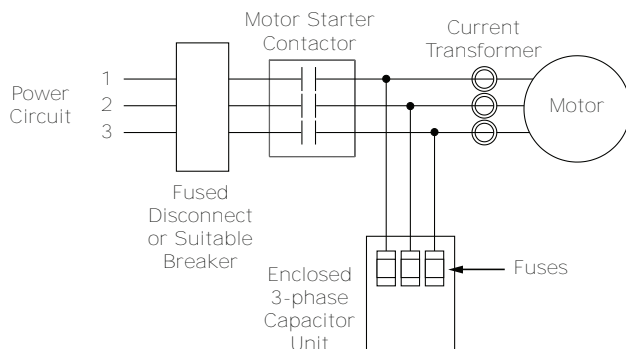 Motor Starter
Contactor
Current
Transformer
Power
Circuit
1
2
3
Motor
Fused
Disconnect
or Suitable
Breaker
Enclosed
3-phase
Capacitor
Unit
Fuses